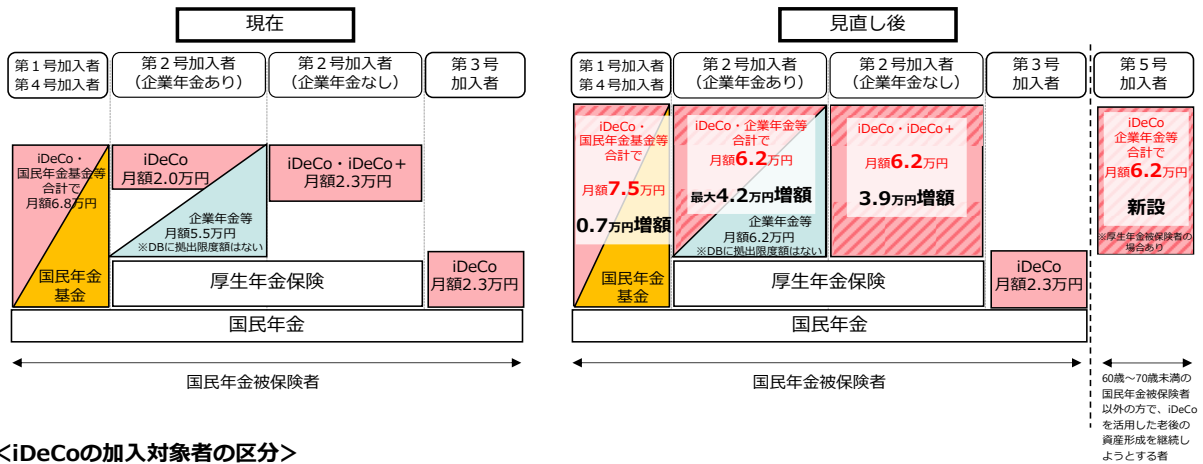 現在
第１号加入者
第４号加入者
第２号加入者
（企業年金あり）
第２号加入者
（企業年金なし）
第３号
加入者
iDeCo・
国民年金基金等
合計で
月額6.8万円
国民年金
基金
iDeCo
月額2.0万円
企業年金等
月額5.5万円
※DBに拠出限度額はない
iDeCo・iDeCo＋
月額2.3万円
厚生年金保険
iDeCo
月額2.3万円
国民年金
国民年金被保険者
見直し後
第１号加入者
第４号加入者
第２号加入者
（企業年金あり）
第２号加入者
（企業年金なし）
第３号
加入者
第５号
加入者
iDeCo・
国民年金基金等
合計で
月額7.5万円
0.7万円増額
国民年金
基金
iDeCo・企業年金等
合計で
月額6.2万円
最大4.2万円増額
企業年金等
月額6.2万円
※DBに拠出限度額はない
iDeCo・iDeCo＋
月額6.2万円
3.9万円増額
厚生年金保険
iDeCo
月額2.3万円
国民年金
国民年金被保険者
iDeCo
企業年金等
合計で
月額6.2万円
新設
※厚生年金被保険者の
場合あり
60歳～70歳未満の
国民年金被保険者
以外の方で、iDeCo
を活用した老後の
資産形成を継続し
ようとする者
＜iDeCoの加入対象者の区分＞